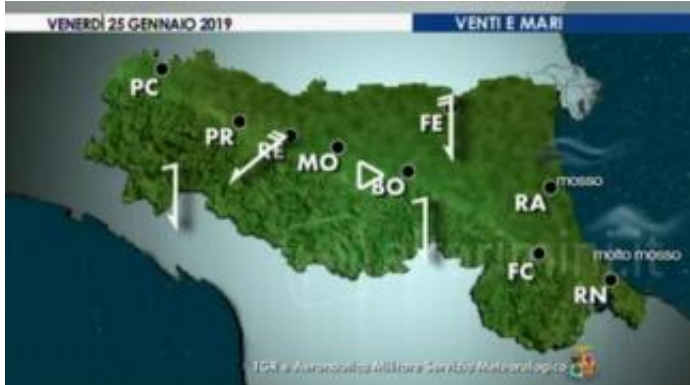 VENERDÌ 25 GENNAIO 2019
VENTI E MARI
PC
PR
RE
MO
FE
BO
RA
mosso
molto mosso
FC
RN
TGR e Aeronautica Militare Servizio Meteorologico